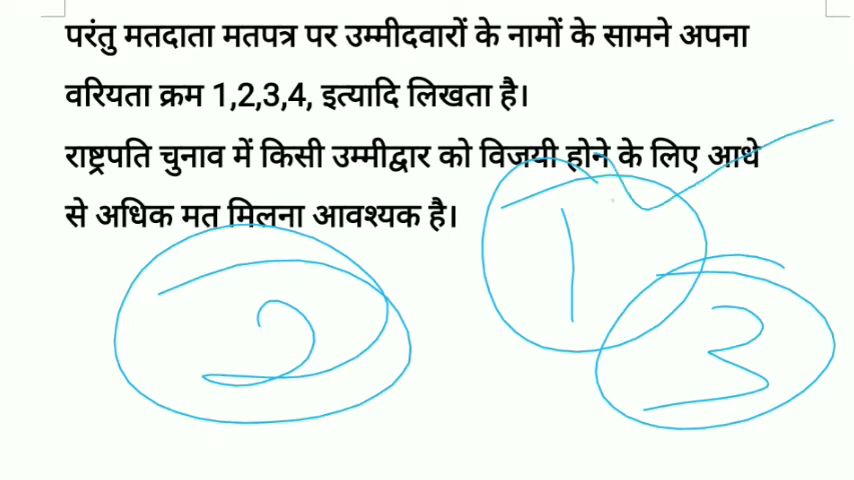 परंतु मतदाता मतपत्र पर उम्मीदवारों के नामों के सामने अपना
वरियता क्रम 1,2,3,4, इत्यादि लिखता है।
राष्ट्रपति चुनाव में किसी उम्मीद्वार को विजयी होने के लिए आधे
से अधिक मत मिलना आवश्यक है।
2 1 3